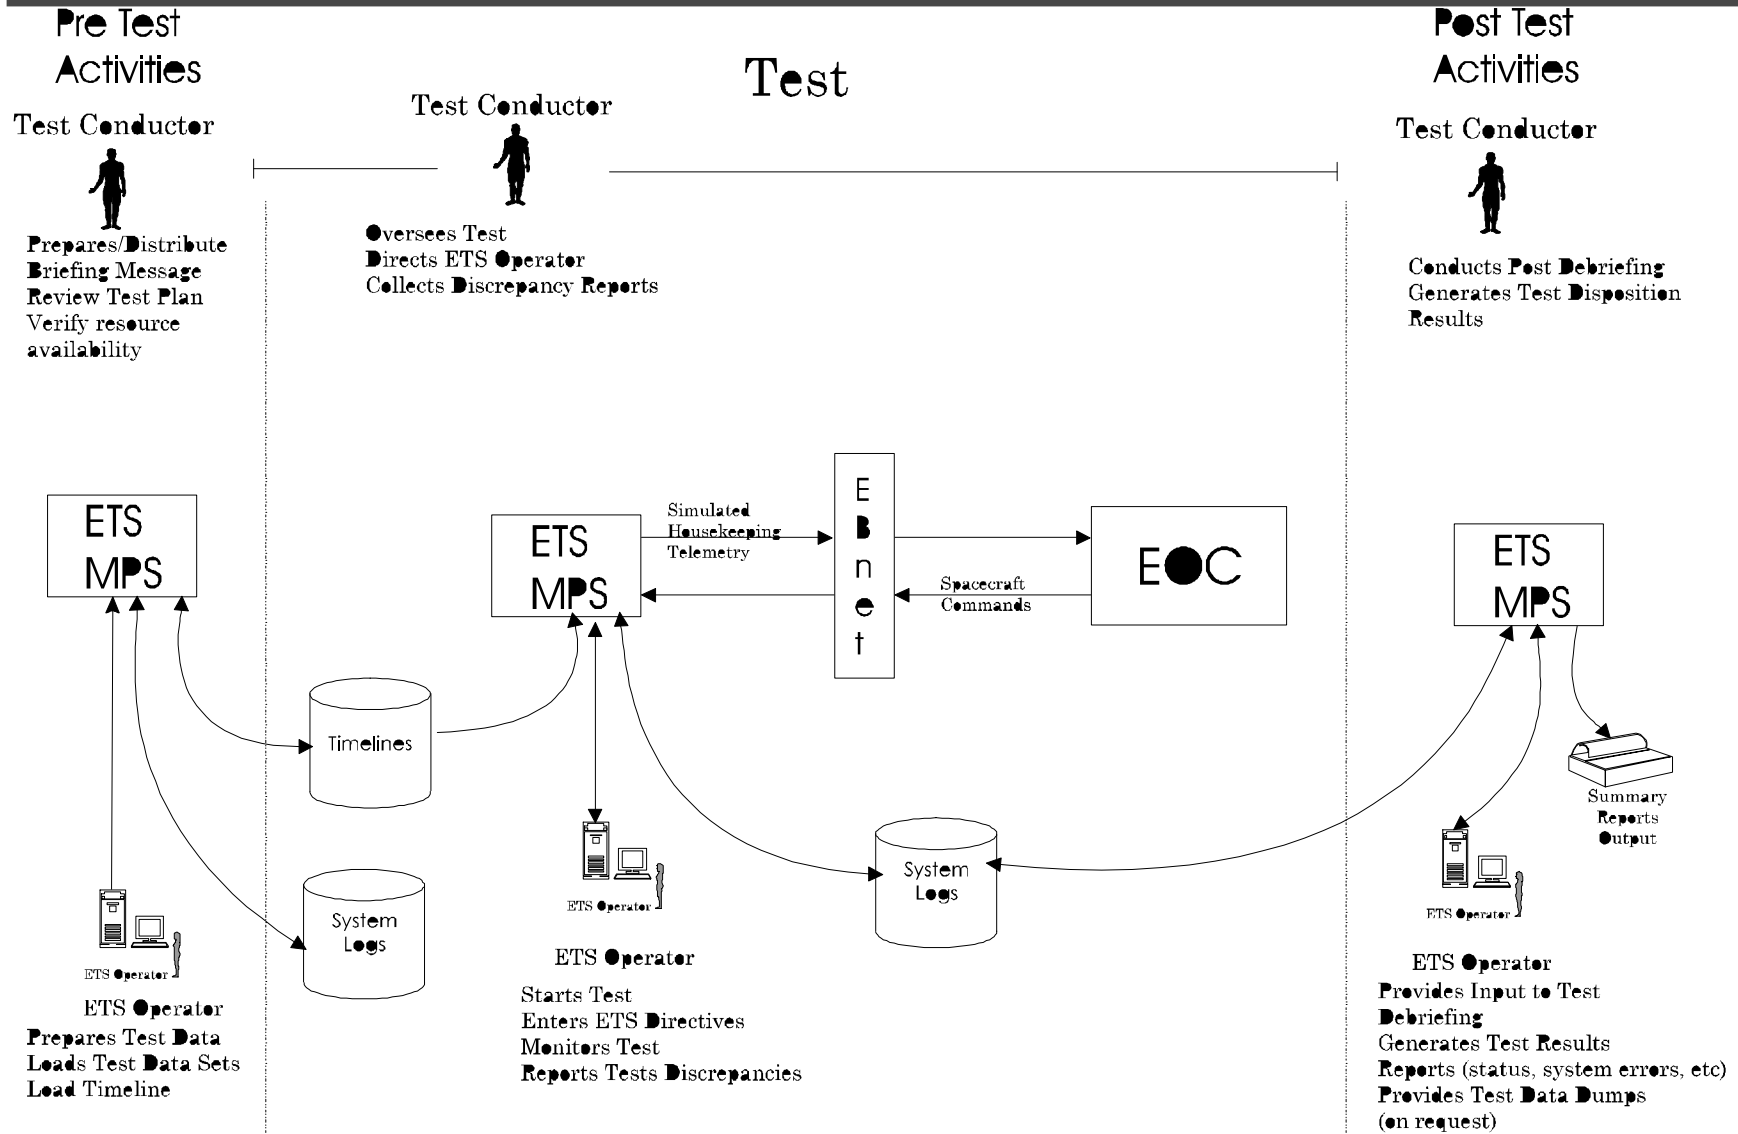 Pre Test
Activities
Test Conductor
Prepares/Distribute
Briefing Message
Review Test Plan
Verify resource
availability
ETS
MPS
ETS Operator
ETS Operator
Prepares Test Data
Loads Test Data Sets
Load Timeline
Test
Test Conductor
Oversees Test
Directs ETS Operator
Collects Discrepancy Reports
ETS
MPS
Simulated
Housekeeping
Telemetry
E
B
n
e
t
Spacecraft
Commands
EOC
Timelines
System
Logs
System
Logs
ETS Operator
ETS Operator
Starts Test
Enters ETS Directives
Monitors Test
Reports Tests Discrepancies
Post Test
Activities
Test Conductor
Conducts Post Debriefing
Generates Test Disposition
Results
ETS
MPS
Summary
Reports
Output
ETS Operator
ETS Operator
Provides Input to Test
Debriefing
Generates Test Results
Reports (status, system errors, etc)
Provides Test Data Dumps
(on request)